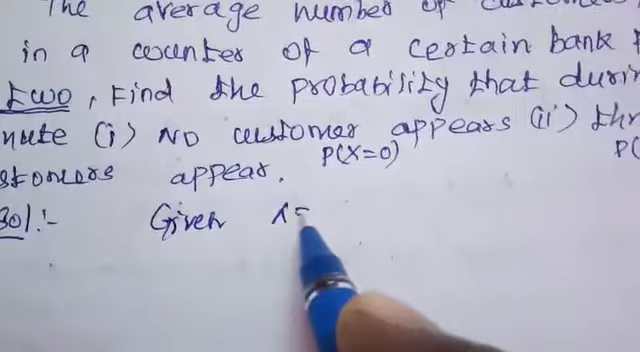 The average number of
in a counter of a certain bank
two, Find the probability that durin
nute (i) No customer appears (ii) thr
P(X=0) P(
stomers appear.
Sol:- Given λ=